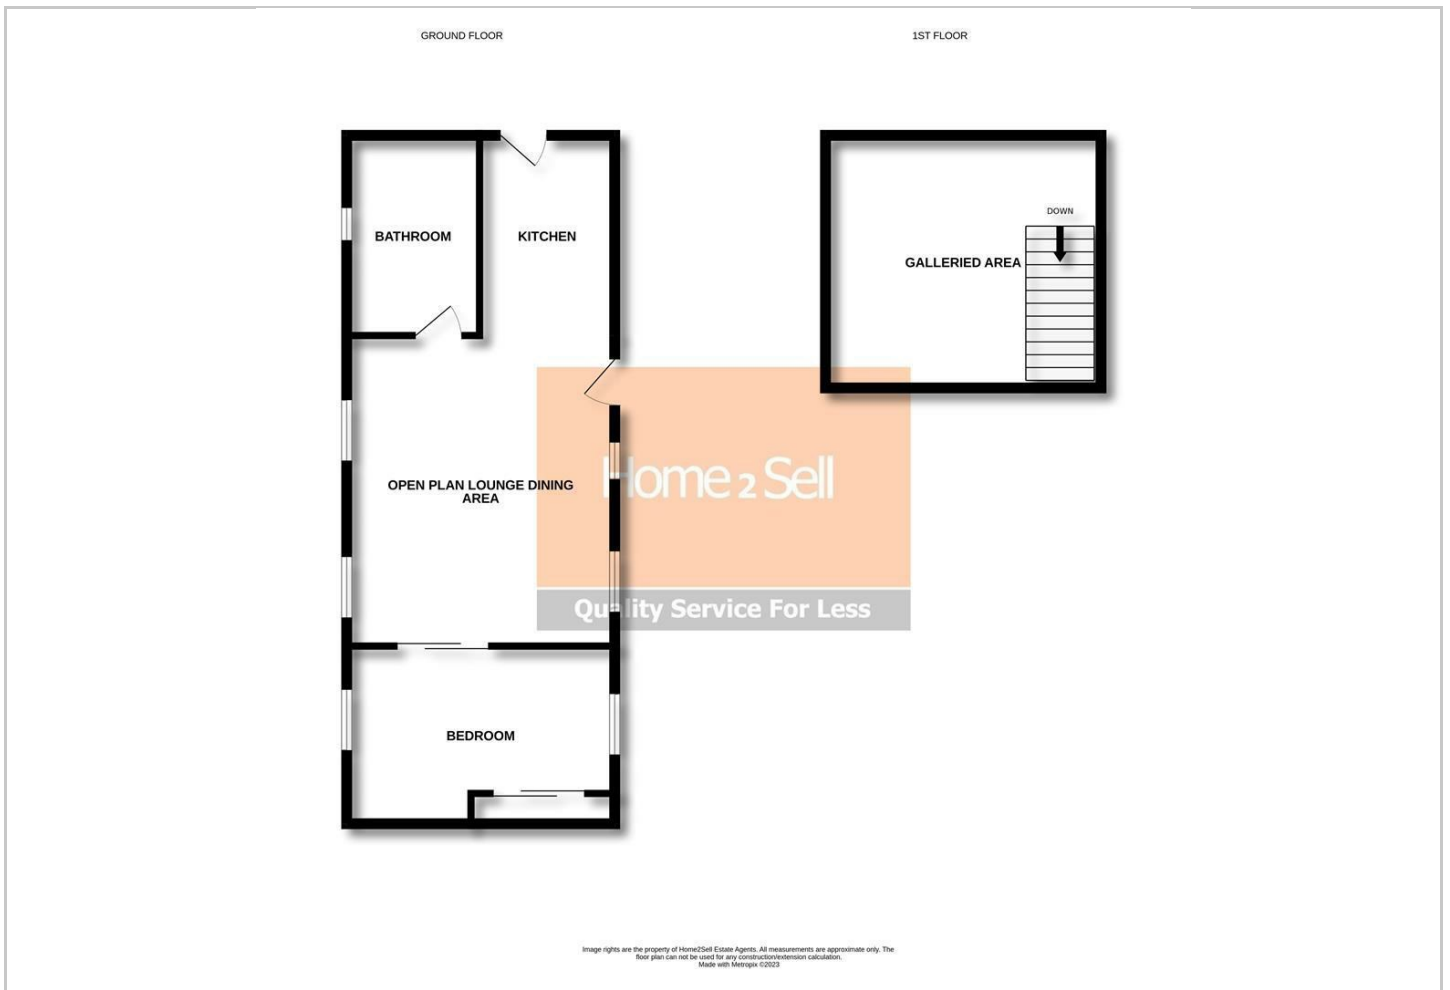 GROUND FLOOR
1ST FLOOR
BATHROOM
KITCHEN
DOWN
GALLERIED AREA
OPEN PLAN LOUNGE DINING
AREA
Home 2 Sell
Quality Service For Less
BEDROOM
Image rights are the property of Home2Sell Estate Agents. All measurements are approximate only. The
floor plan can not be used for any construction/extension calculation.
Made with Metropix ©2023